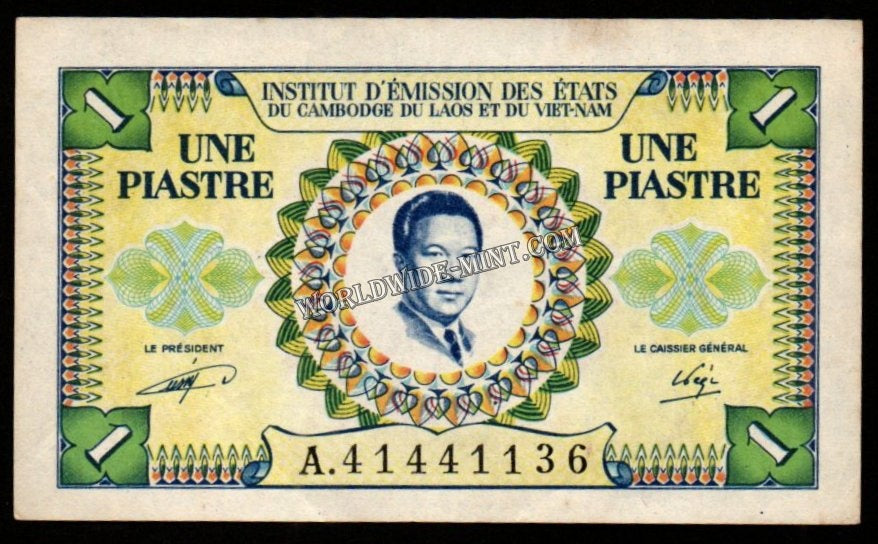 1
INSTITUT D'ÉMISSION DES ÉTATS
DU CAMBODGE DU LAOS ET DU VIET-NAM
1
UNE
PIASTRE
UNE
PIASTRE
WORLDWIDE-MINT.COM
LE PRÉSIDENT
LE CAISSIER GÉNÉRAL
1
A.41441136
1